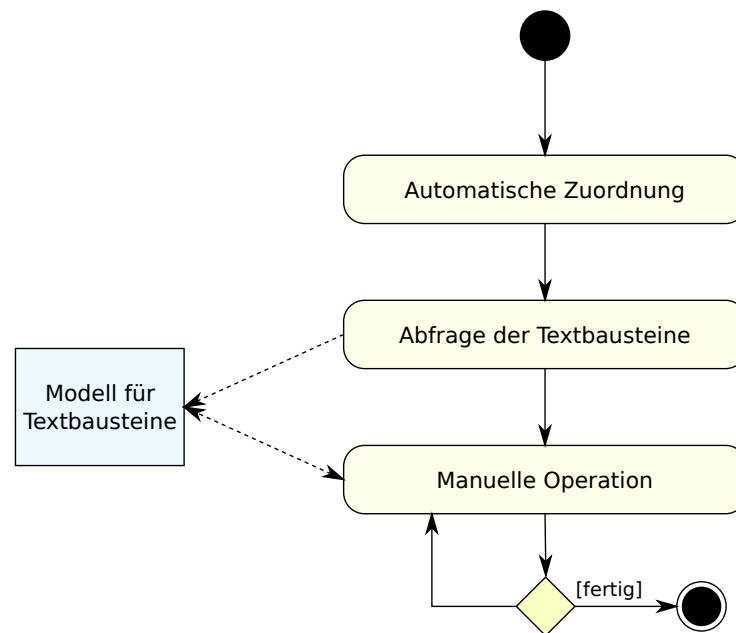 Automatische Zuordnung
Abfrage der Textbausteine
Modell für
Textbausteine
Manuelle Operation
[fertig]